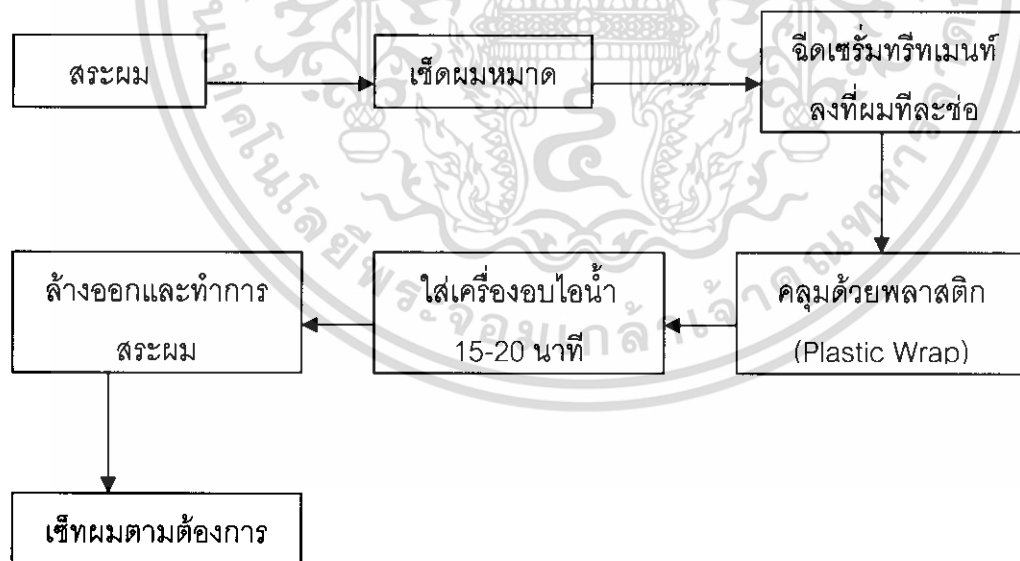 สระผม
เช็ดผมหมาด
ฉีดเซรั่มทรีทเมนท์
ลงที่ผมทีละช่อ
คลุมด้วยพลาสติก
(Plastic Wrap)
ใส่เครื่องอบไอน้ำ
15-20 นาที
ล้างออกและทำการ
สระผม
เซ็ทผมตามต้องการ